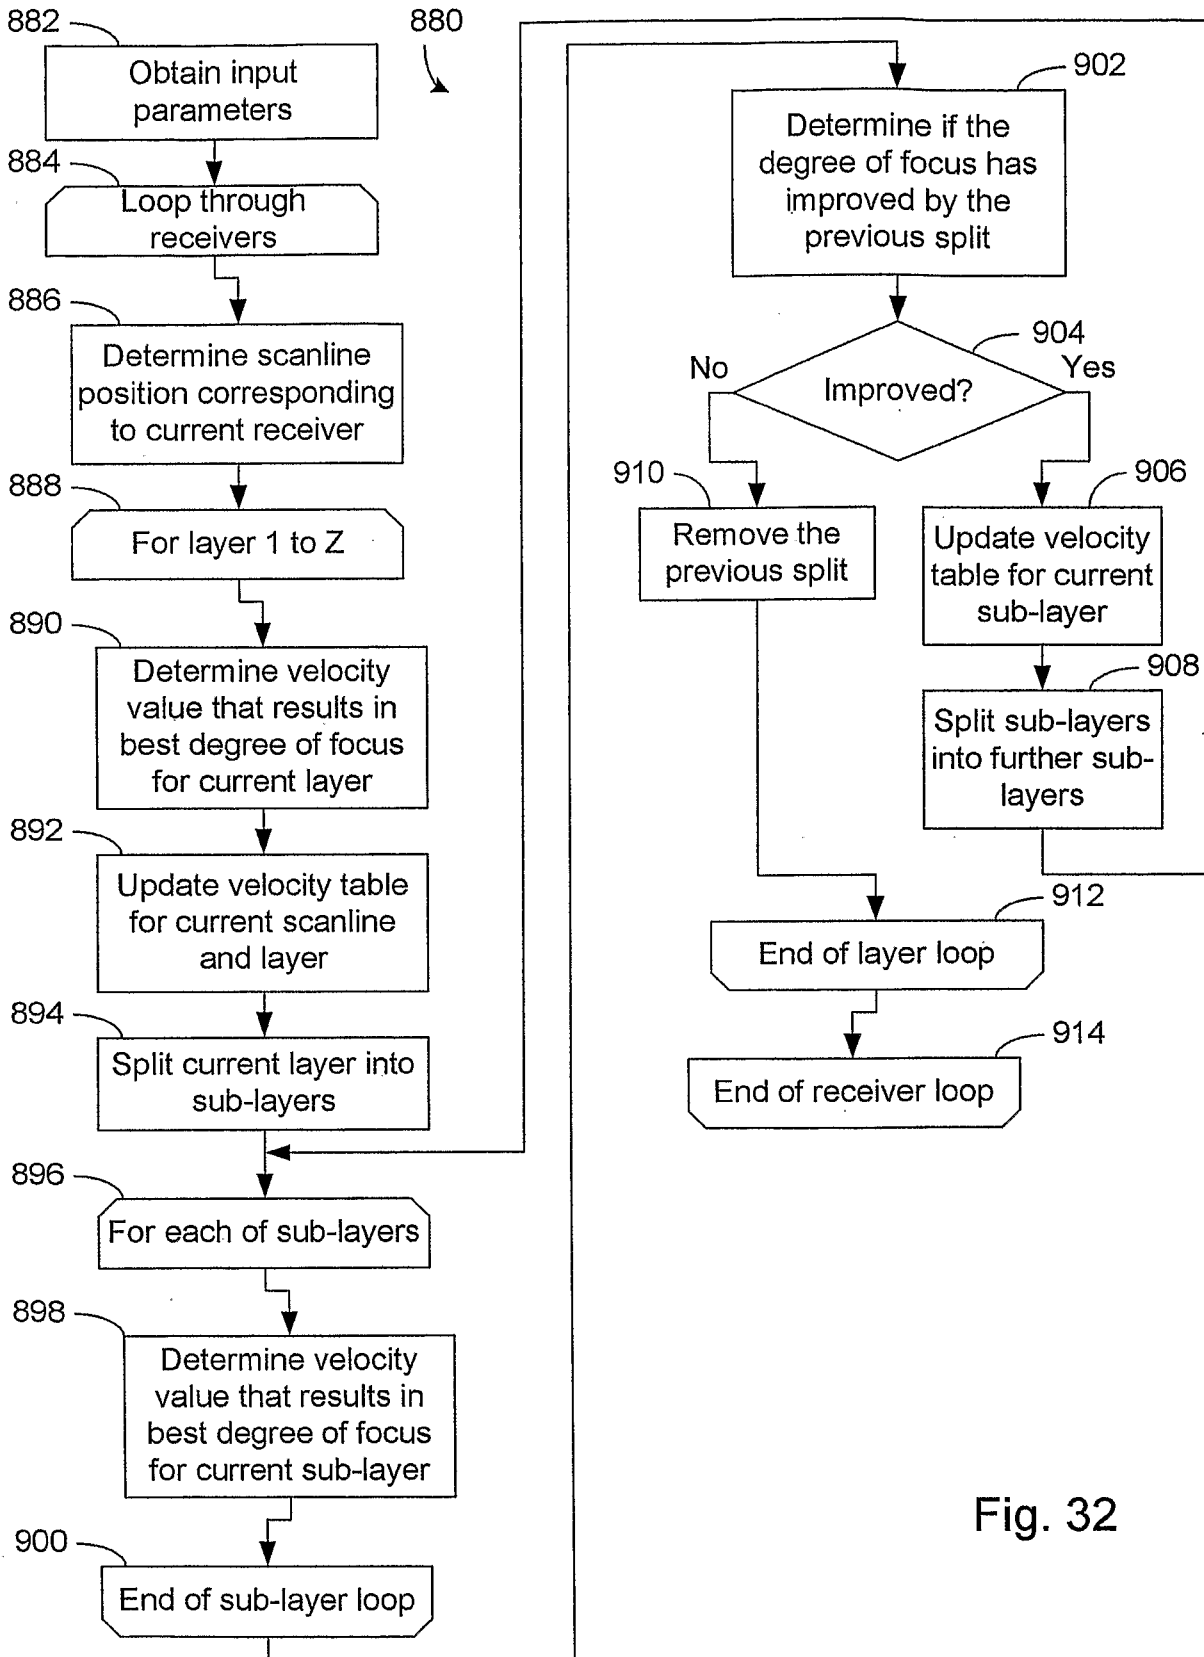 882
880
Obtain input
parameters
884
Loop through
receivers
886
Determine scanline
position corresponding
to current receiver
888
For layer 1 to Z
890
Determine velocity
value that results in
best degree of focus
for current layer
892
Update velocity table
for current scanline
and layer
894
Split current layer into
sub-layers
896
For each of sub-layers
898
Determine velocity
value that results in
best degree of focus
for current sub-layer
900
End of sub-layer loop
902
Determine if the
degree of focus has
improved by the
previous split
904
No
Yes
Improved?
910
Remove the
previous split
906
Update velocity
table for current
sub-layer
908
Split sub-layers
into further sub-
layers
912
End of layer loop
914
End of receiver loop
Fig. 32